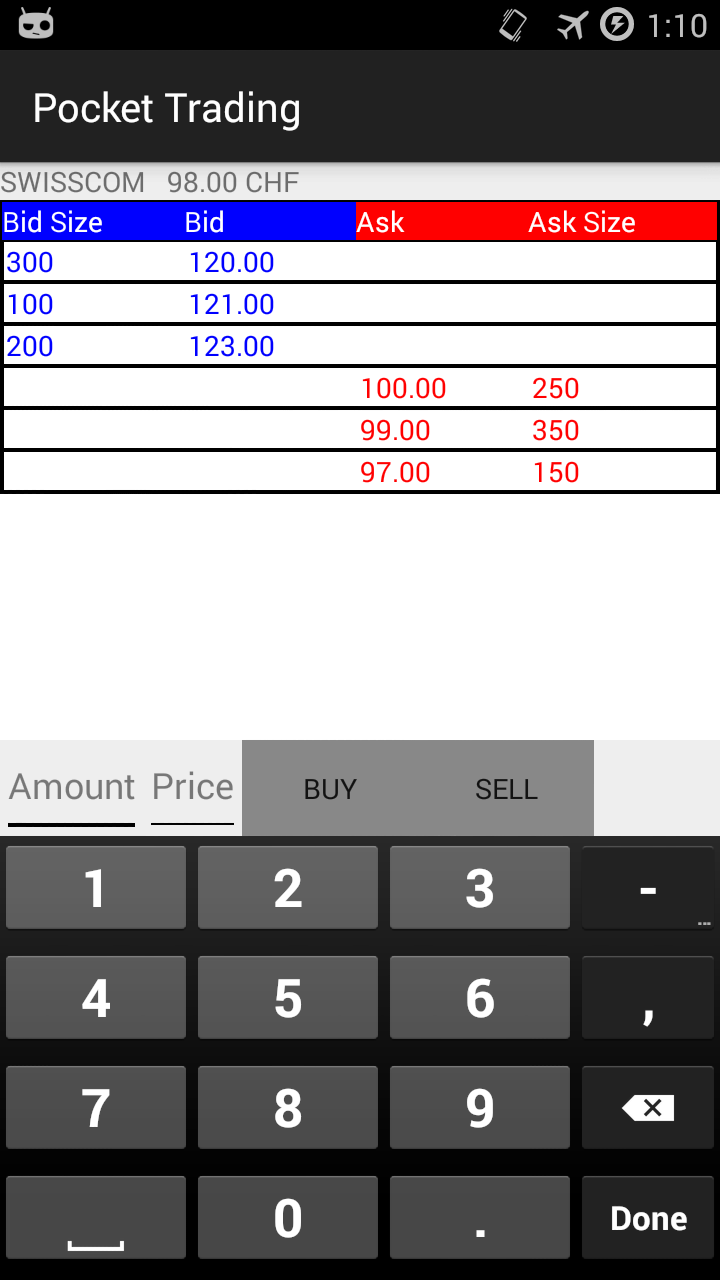 1:10
Pocket Trading
SWISSCOM 98.00 CHF
Bid Size Bid Ask Ask Size
300 120.00
100 121.00
200 123.00
100.00 250
99.00 350
97.00 150
Amount Price BUY SELL
1 2 3 -
...
4 5 6 ,
7 8 9
0 . Done